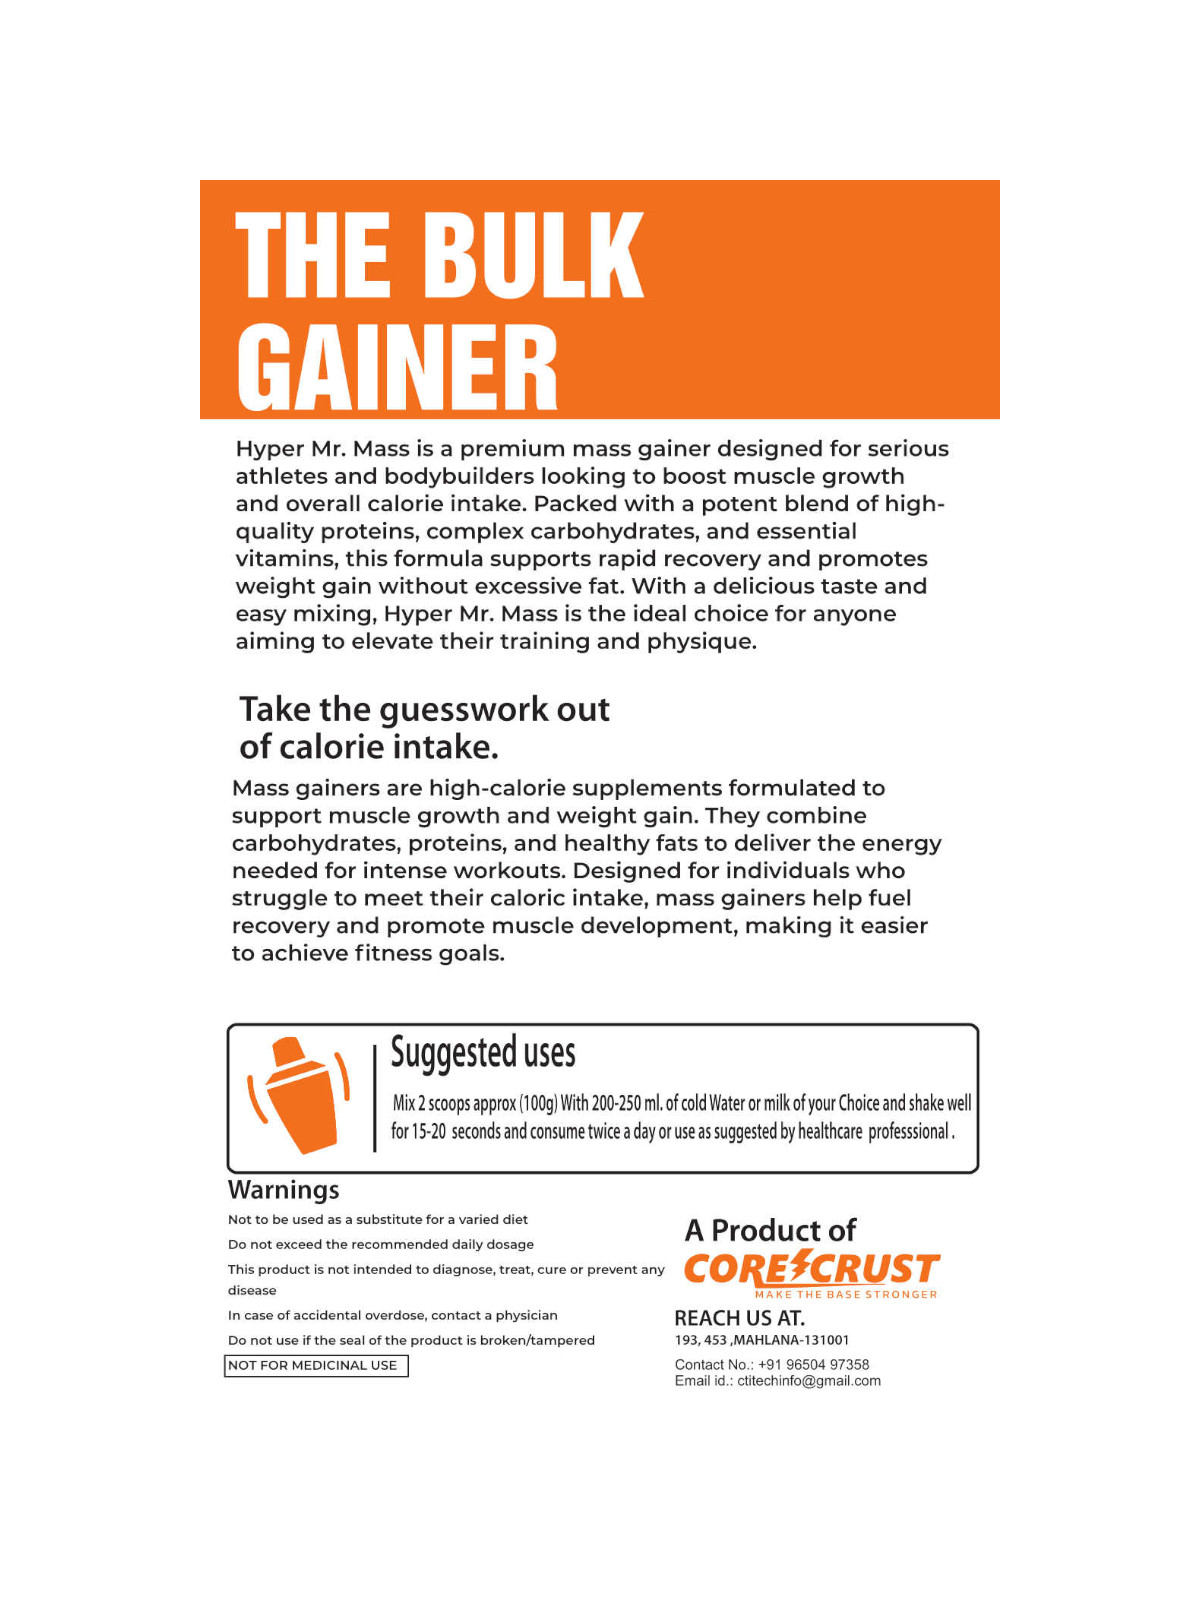 THE BULK
GAINER
Hyper Mr. Mass is a premium mass gainer designed for serious
athletes and bodybuilders looking to boost muscle growth
and overall calorie intake. Packed with a potent blend of high-
quality proteins, complex carbohydrates, and essential
vitamins, this formula supports rapid recovery and promotes
weight gain without excessive fat. With a delicious taste and
easy mixing, Hyper Mr. Mass is the ideal choice for anyone
aiming to elevate their training and physique.
Take the guesswork out
of calorie intake.
Mass gainers are high-calorie supplements formulated to
support muscle growth and weight gain. They combine
carbohydrates, proteins, and healthy fats to deliver the energy
needed for intense workouts. Designed for individuals who
struggle to meet their caloric intake, mass gainers help fuel
recovery and promote muscle development, making it easier
to achieve fitness goals.
Suggested uses
Mix 2 scoops approx (100g) With 200-250 ml. of cold Water or milk of your Choice and shake well
for 15-20 seconds and consume twice a day or use as suggested by healthcare professsional .
Warnings
Not to be used as a substitute for a varied diet
Do not exceed the recommended daily dosage
This product is not intended to diagnose, treat, cure or prevent any
disease
In case of accidental overdose, contact a physician
Do not use if the seal of the product is broken/tampered
NOT FOR MEDICINAL USE
A Product of
CORE CRUST
MAKE THE BASE STRONGER
REACH US AT.
193, 453 ,MAHLANA-131001
Contact No.: +91 96504 97358
Email id.: ctitechinfo@gmail.com